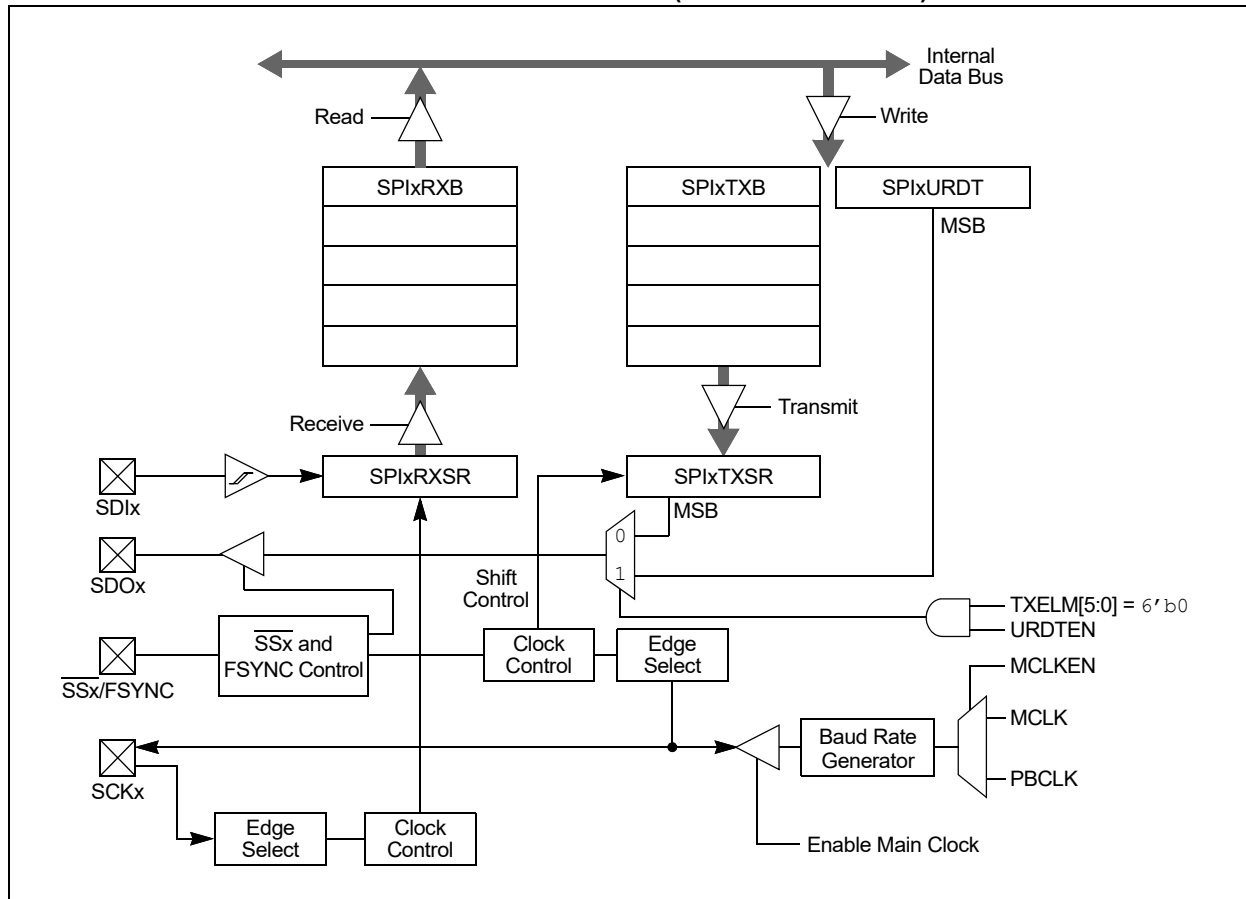 Internal
Data Bus
Read
Write
SPIxRXB
SPIxTXB
SPIxURDT
MSB
Receive
Transmit
SPIxRXSR
SPIxTXSR
SDIx
MSB
0
SDOx
1
Shift
Control
TXELM[5:0] = 6'b0
URDTEN
SSx and
FSYNC Control
Clock
Control
Edge
Select
SSx/FSYNC
MCLKEN
MCLK
Baud Rate
Generator
PBCLK
SCKx
Edge
Select
Clock
Control
Enable Main Clock